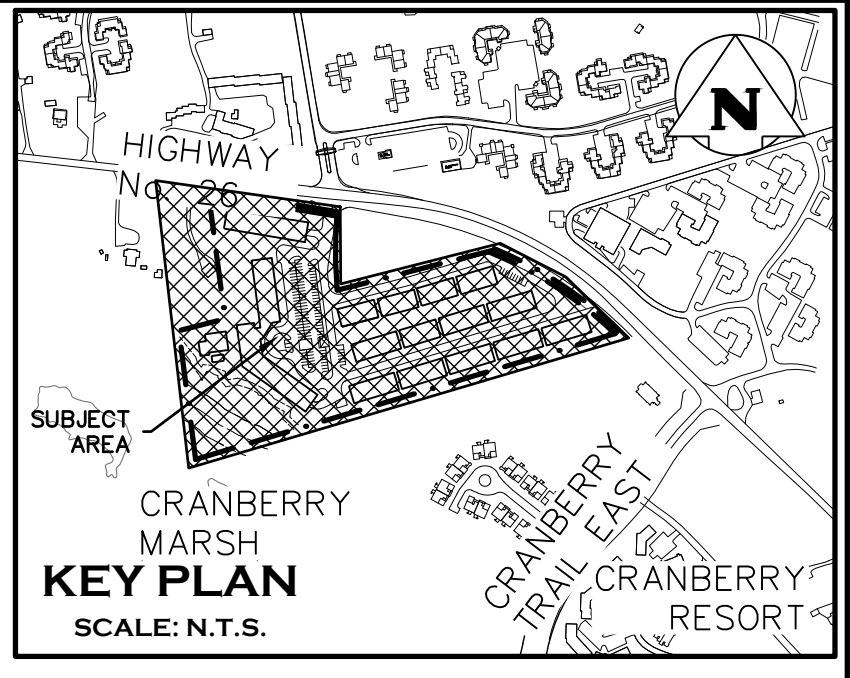 N
HIGHWAY
No. 26
SUBJECT
AREA
CRANBERRY
MARSH
KEY PLAN
SCALE: N.T.S.
CRANBERRY
TRAIL EAST
CRANBERRY
RESORT